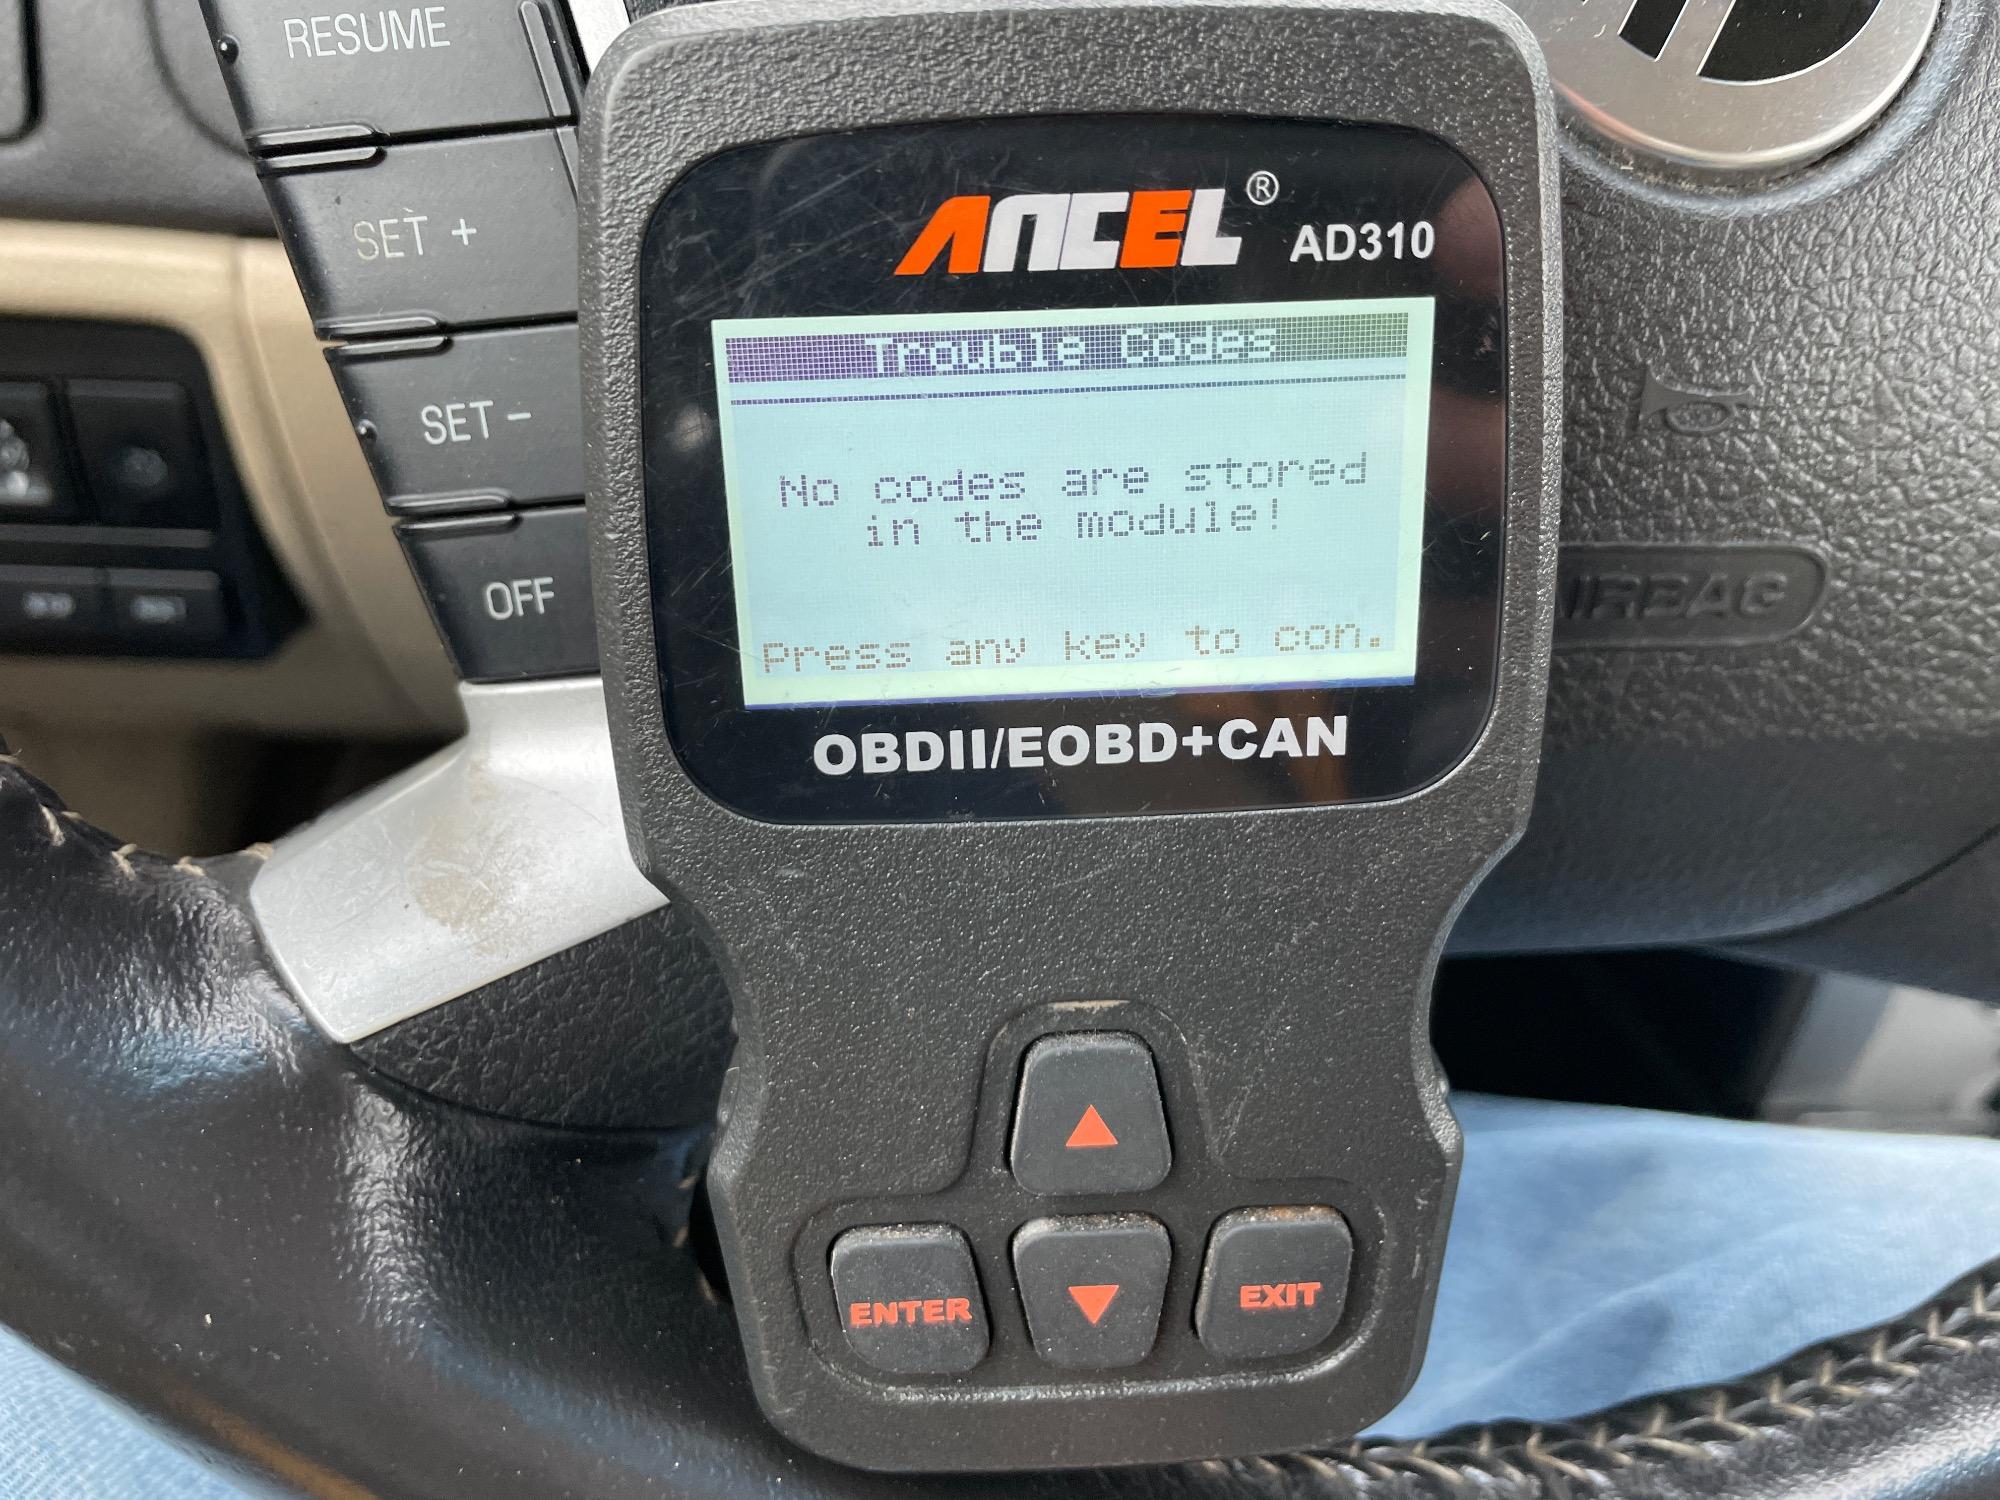 RESUME
SET +
SET -
OFF
ANCEL® AD310
Trouble Codes
No codes are stored
in the module!
Press any key to con.
OBDII/EOBD+CAN
AIRBAG
ENTER
EXIT